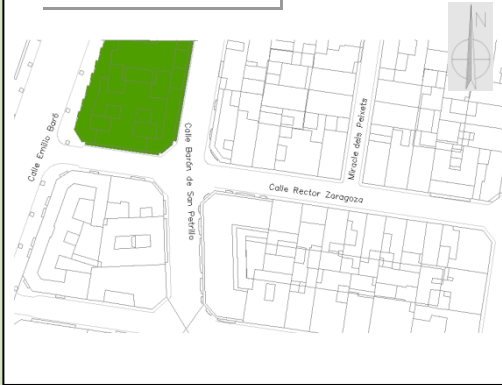 N
Calle Emilio Baró
Calle Barón de San Petrillo
Miracle dels Peixets
Calle Rector Zaragoza